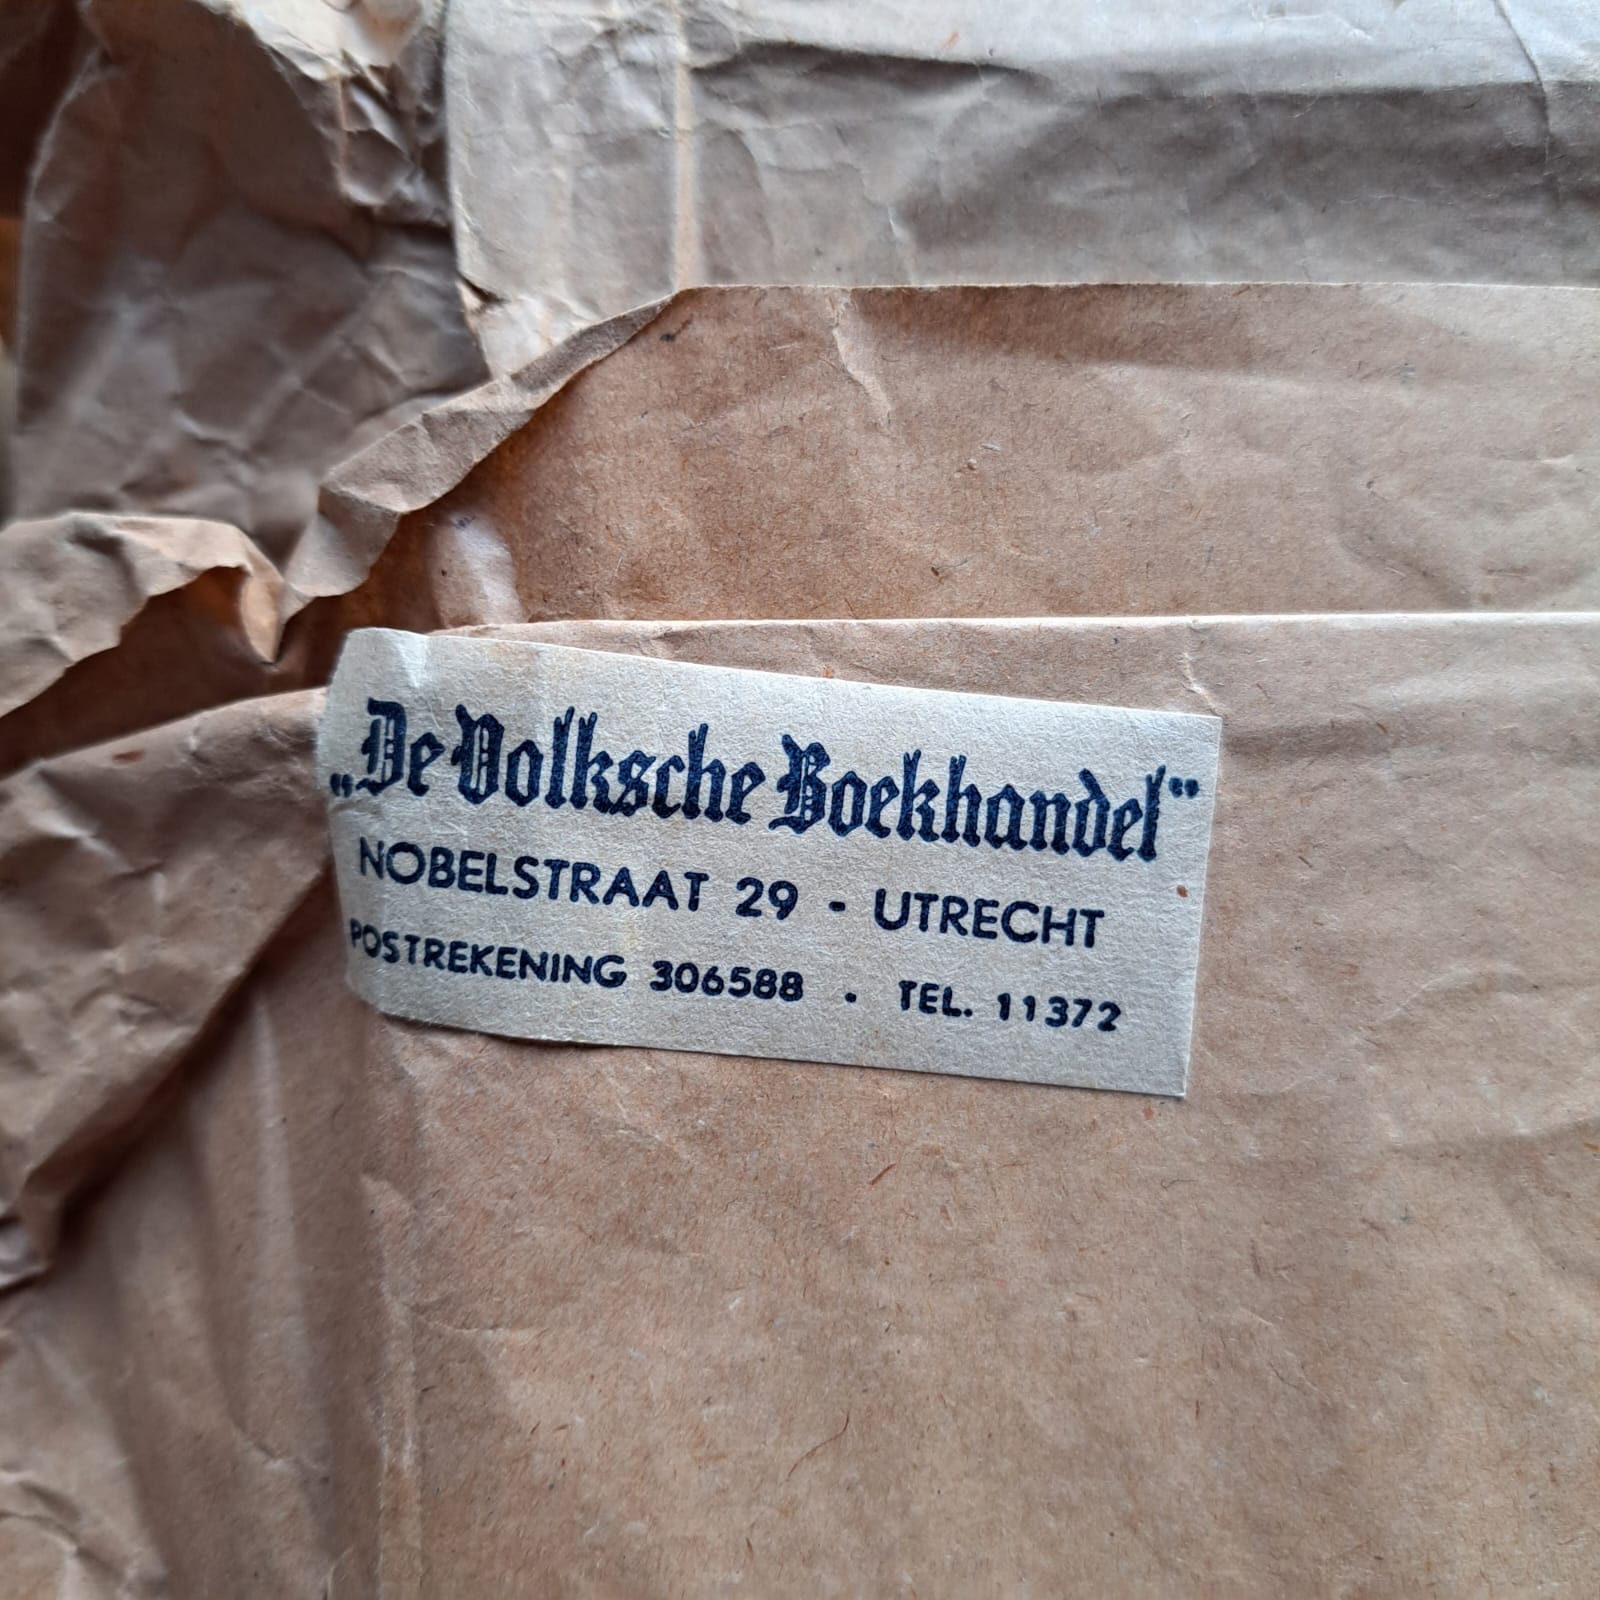 „De Volksche Boekhandel”
NOBELSTRAAT 29 - UTRECHT
POSTREKENING 306588 . TEL. 11372